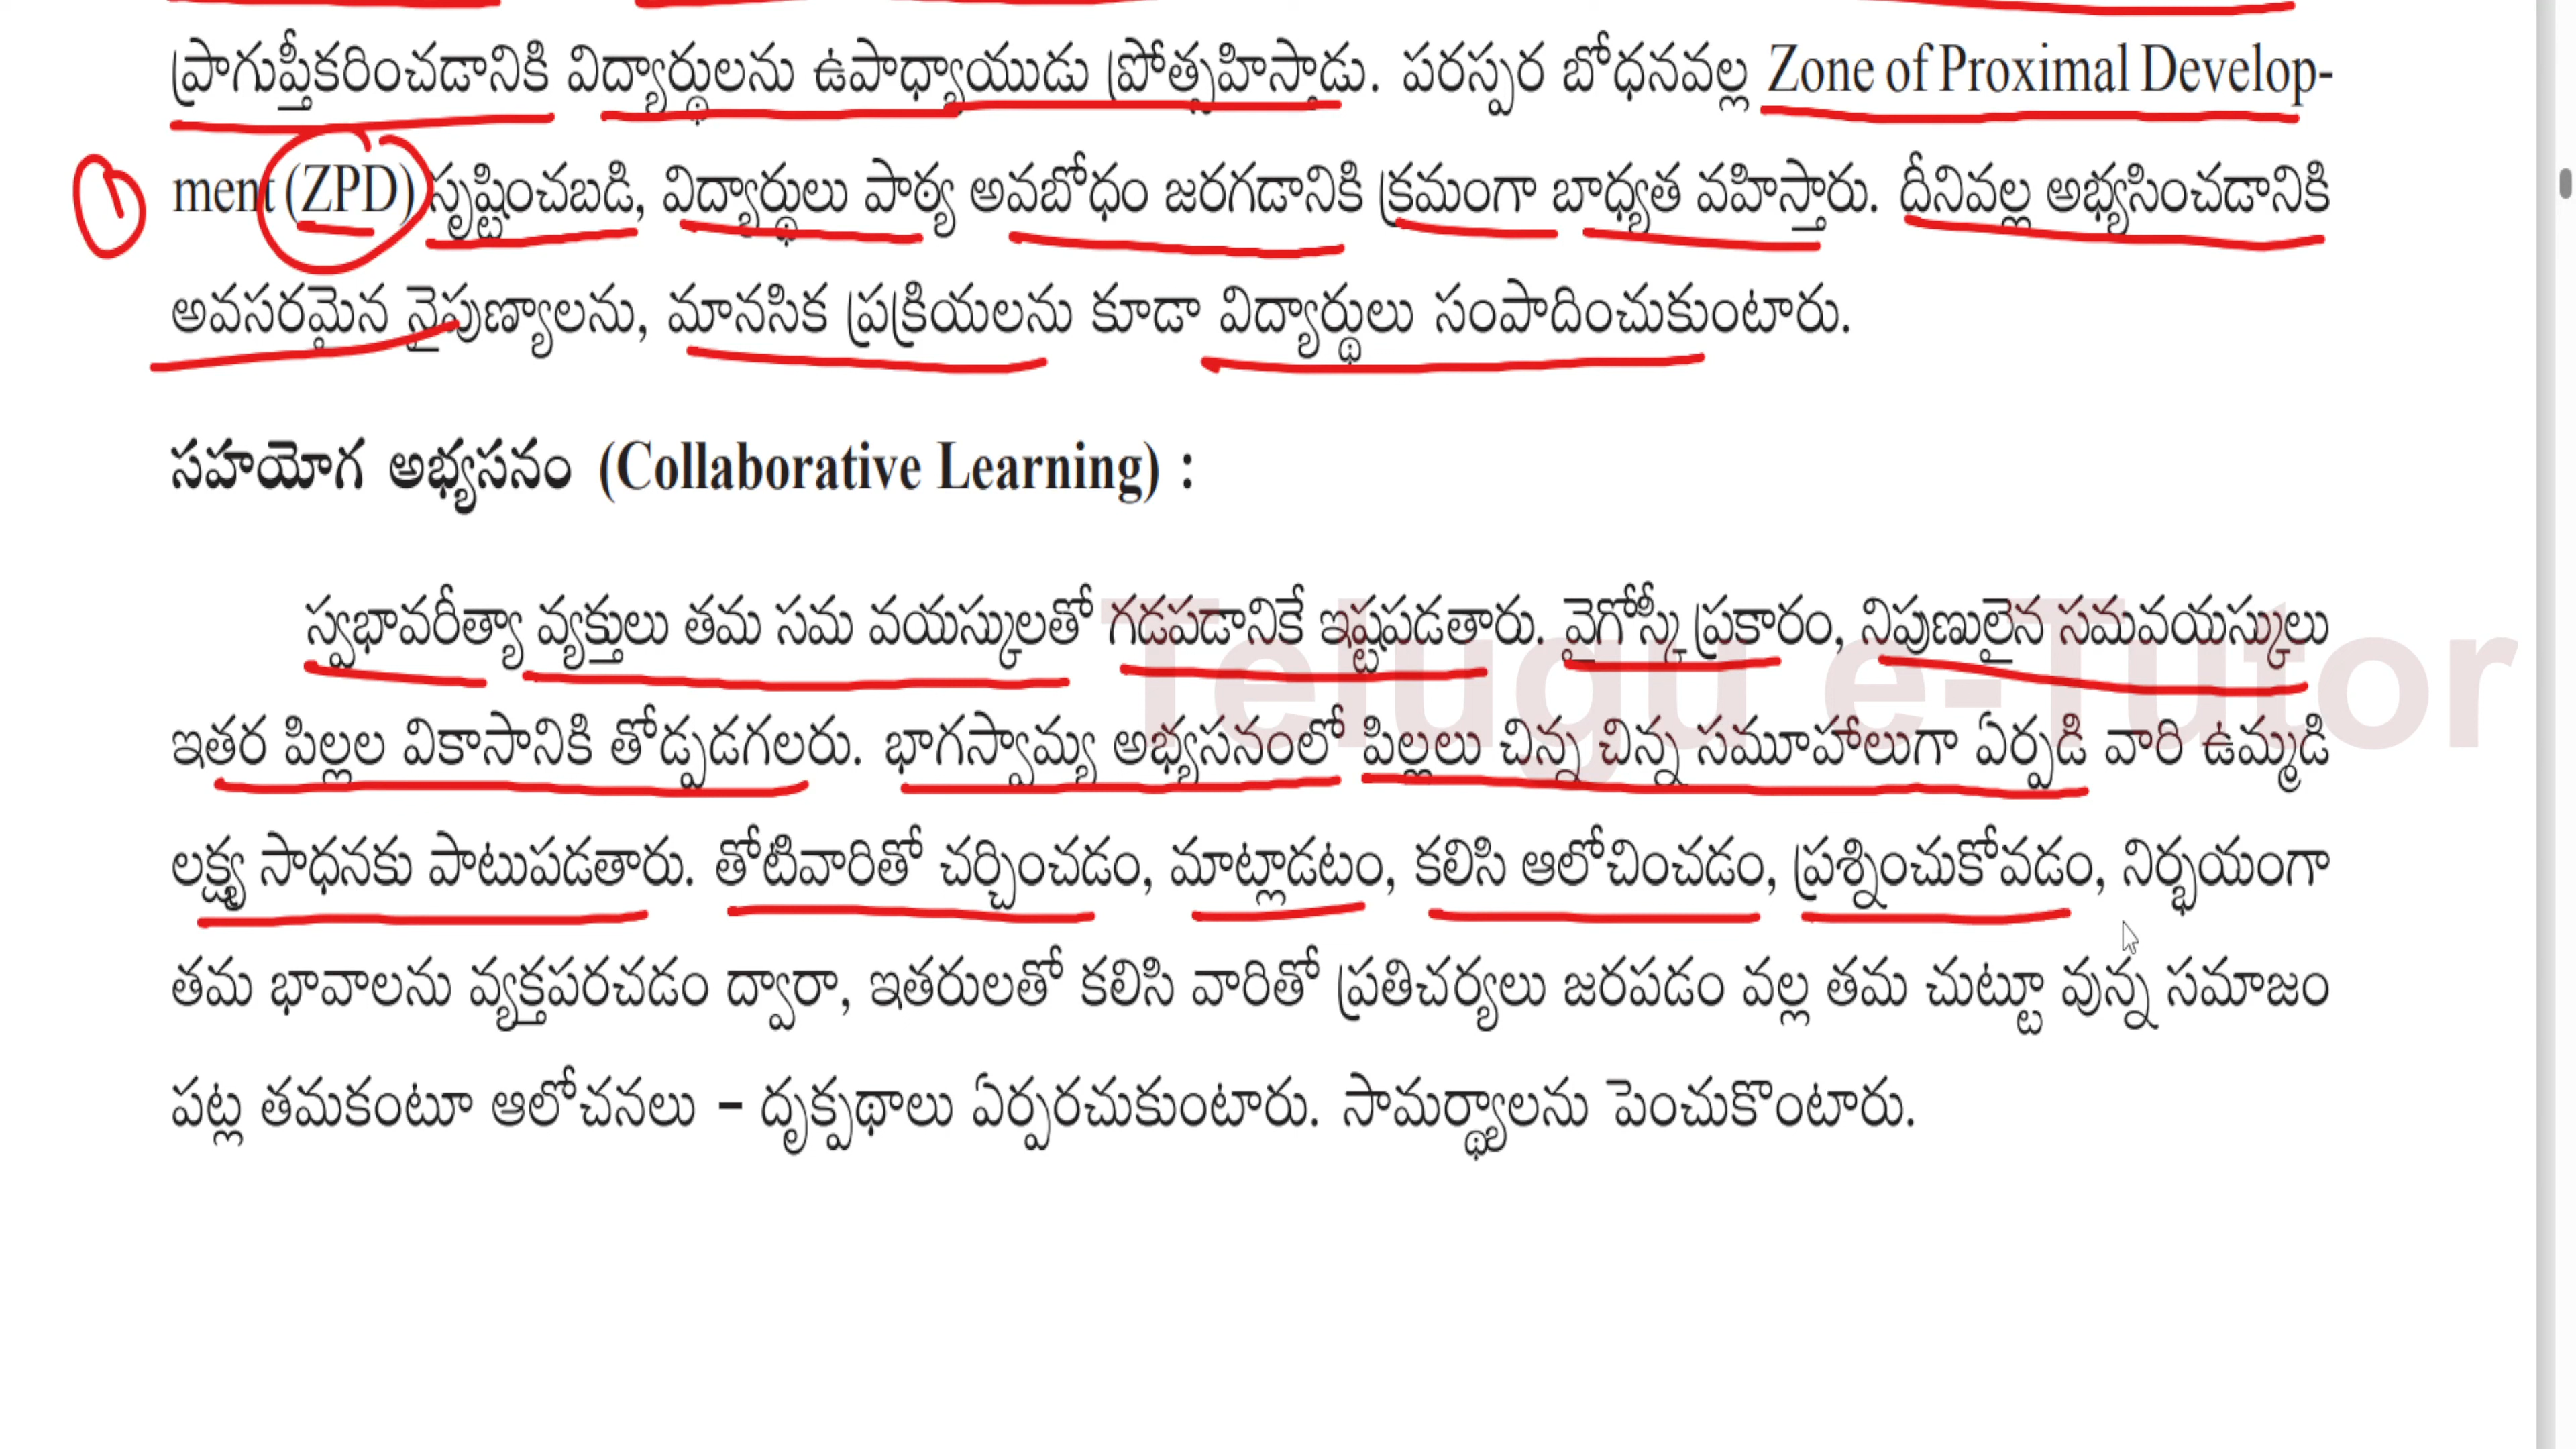 ప్రాగుప్తీకరించడానికి విద్యార్థులను ఉపాధ్యాయుడు ప్రోత్సహిస్తాడు. పరస్పర బోధనవల్ల Zone of Proximal Develop-
1 ment (ZPD) సృష్టించబడి, విద్యార్థులు పాఠ్య అవబోధం జరగడానికి క్రమంగా బాధ్యత వహిస్తారు. దీనివల్ల అభ్యసించడానికి
అవసరమైన నైపుణ్యాలను, మానసిక ప్రక్రియలను కూడా విద్యార్థులు సంపాదించుకుంటారు.
సహయోగ అభ్యసనం (Collaborative Learning) :
స్వభావరీత్యా వ్యక్తులు తమ సమ వయస్కులతో గడపడానికే ఇష్టపడతారు. వైగోస్కీ ప్రకారం, నిపుణులైన సమవయస్కులు
Telugu e-Tutor
ఇతర పిల్లల వికాసానికి తోడ్పడగలరు. భాగస్వామ్య అభ్యసనంలో పిల్లలు చిన్న చిన్న సమూహాలుగా ఏర్పడి వారి ఉమ్మడి
లక్ష్య సాధనకు పాటుపడతారు. తోటివారితో చర్చించడం, మాట్లాడటం, కలిసి ఆలోచించడం, ప్రశ్నించుకోవడం, నిర్భయంగా
తమ భావాలను వ్యక్తపరచడం ద్వారా, ఇతరులతో కలిసి వారితో ప్రతిచర్యలు జరపడం వల్ల తమ చుట్టూ వున్న సమాజం
పట్ల తమకంటూ ఆలోచనలు – దృక్పథాలు ఏర్పరచుకుంటారు. సామర్థ్యాలను పెంచుకొంటారు.